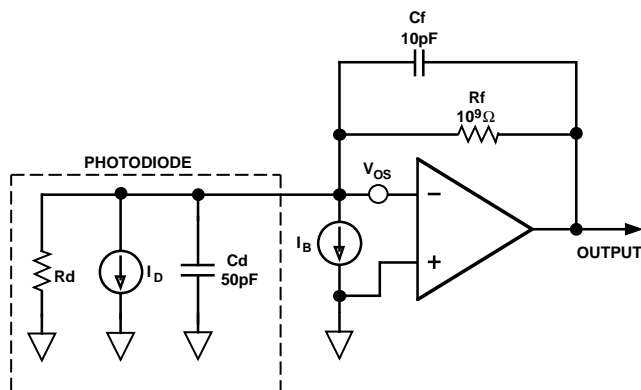 Cf
10pF
Rf
10⁹Ω
PHOTODIODE
VOS
−
IB
+
OUTPUT
Rd
ID
Cd
50pF